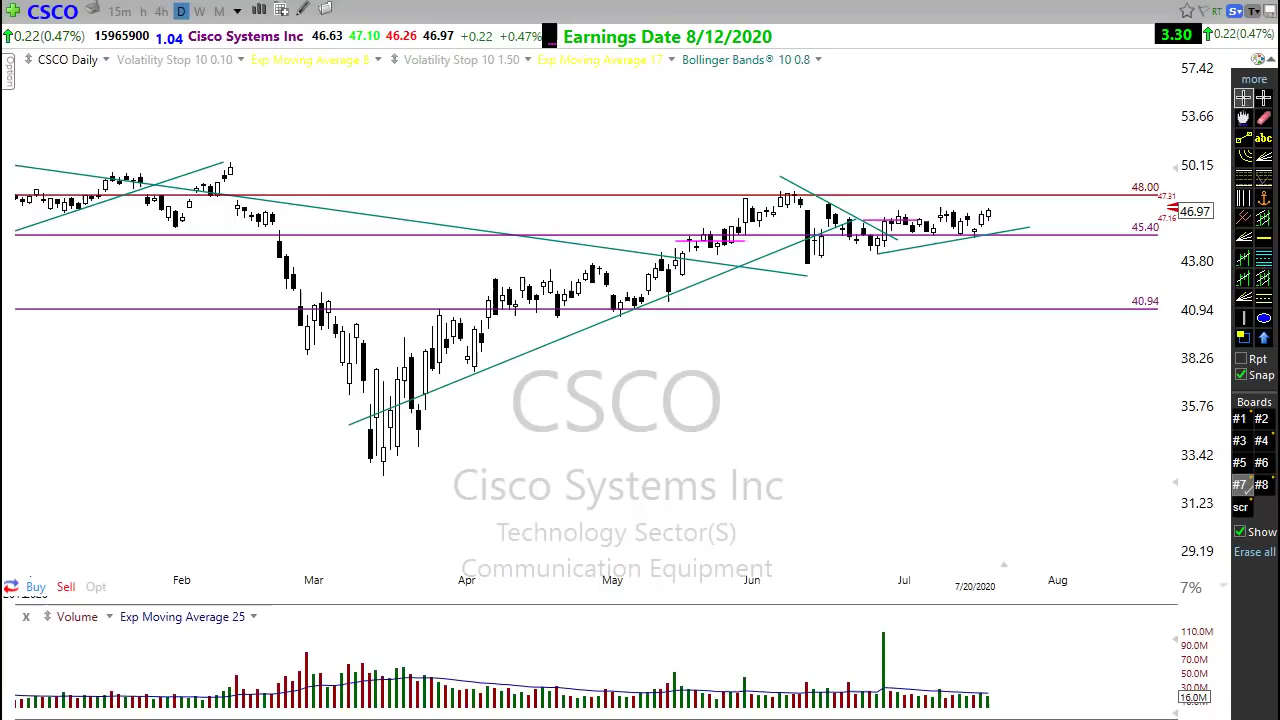 CSCO 15m h 4h D W M RT S T
0.22(0.47%) 15965900 1.04 Cisco Systems Inc 46.63 47.10 46.26 46.97 +0.22 +0.47% Earnings Date 8/12/2020 3.30 0.22(0.47%)
Option CSCO Daily Volatility Stop 10 0.10 Exp Moving Average 8 Volatility Stop 10 1.50 Exp Moving Average 17 Bollinger Bands® 10 0.8
57.42
more
53.66
abc
50.15
48.00
47.31
46.97
47.16
45.40
43.80
40.94
40.94
38.26
Rpt
Snap
35.76
Boards
#1 #2
#3 #4
#5 #6
#7 #8
scr
Show
Erase all
33.42
31.23
29.19
CSCO
Cisco Systems Inc
Technology Sector(S)
Communication Equipment
Feb Mar Apr May Jun Jul Aug
Buy Sell Opt 7/20/2020 7%
x Volume Exp Moving Average 25
110.0M
90.0M
70.0M
50.0M
30.0M
16.0M